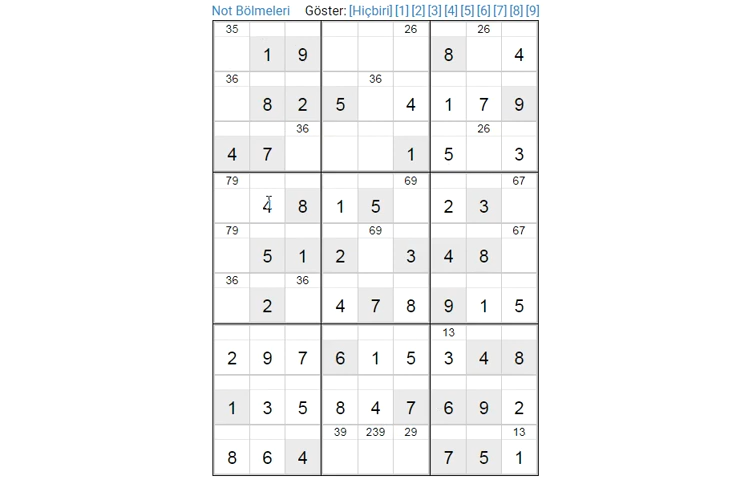 Not Bölmeleri Göster: [Hiçbiri] [1] [2] [3] [4] [5] [6] [7] [8] [9]
35 26 26
1 9 8 4
36 36
8 2 5 4 1 7 9
36 26
4 7 1 5 3
79 69 67
4 8 1 5 2 3
79 69 67
5 1 2 3 4 8
36 36
2 4 7 8 9 1 5
13
2 9 7 6 1 5 3 4 8
1 3 5 8 4 7 6 9 2
39 239 29 13
8 6 4 7 5 1